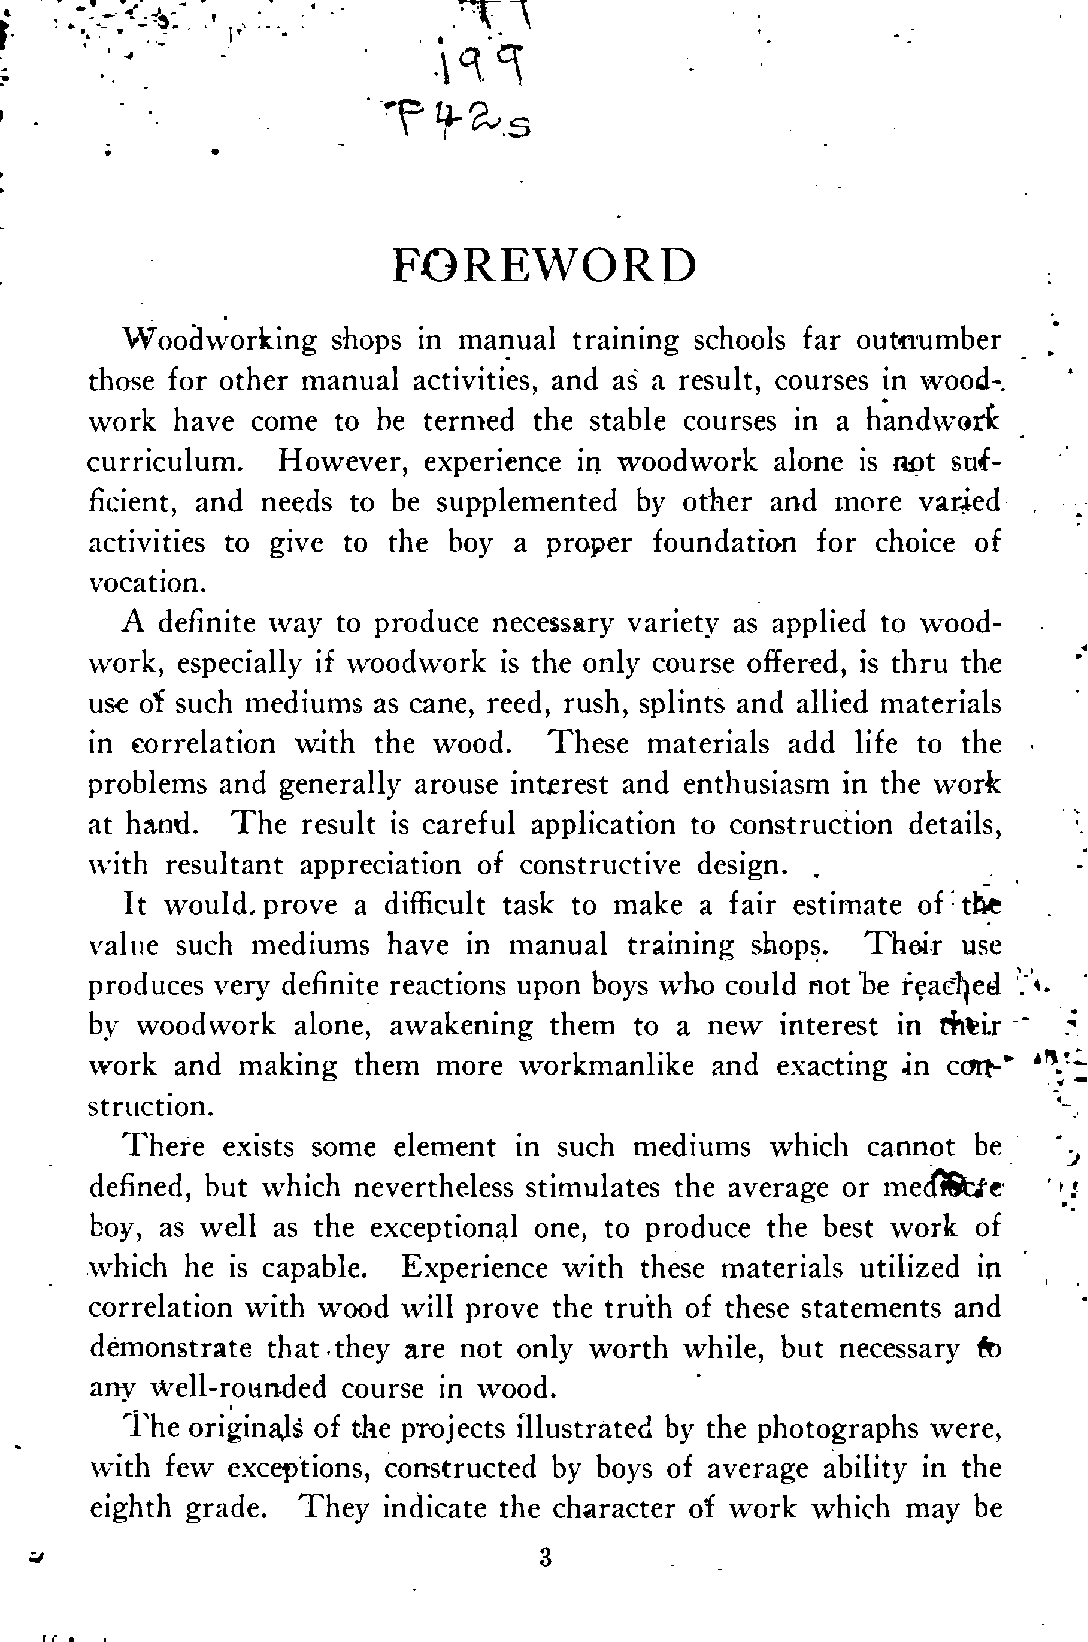 199
P42s
FOREWORD
Woodworking shops in manual training schools far outnumber
those for other manual activities, and as a result, courses in wood-
work have come to be termed the stable courses in a handwork
curriculum. However, experience in woodwork alone is not suf-
ficient, and needs to be supplemented by other and more varied
activities to give to the boy a proper foundation for choice of
vocation.
A definite way to produce necessary variety as applied to wood-
work, especially if woodwork is the only course offered, is thru the
use of such mediums as cane, reed, rush, splints and allied materials
in correlation with the wood. These materials add life to the
problems and generally arouse interest and enthusiasm in the work
at hand. The result is careful application to construction details,
with resultant appreciation of constructive design.
It would prove a difficult task to make a fair estimate of the
value such mediums have in manual training shops. Their use
produces very definite reactions upon boys who could not be reached
by woodwork alone, awakening them to a new interest in their
work and making them more workmanlike and exacting in con-
struction.
There exists some element in such mediums which cannot be
defined, but which nevertheless stimulates the average or mediocre
boy, as well as the exceptional one, to produce the best work of
which he is capable. Experience with these materials utilized in
correlation with wood will prove the truth of these statements and
demonstrate that they are not only worth while, but necessary to
any well-rounded course in wood.
The originals of the projects illustrated by the photographs were,
with few exceptions, constructed by boys of average ability in the
eighth grade. They indicate the character of work which may be
3